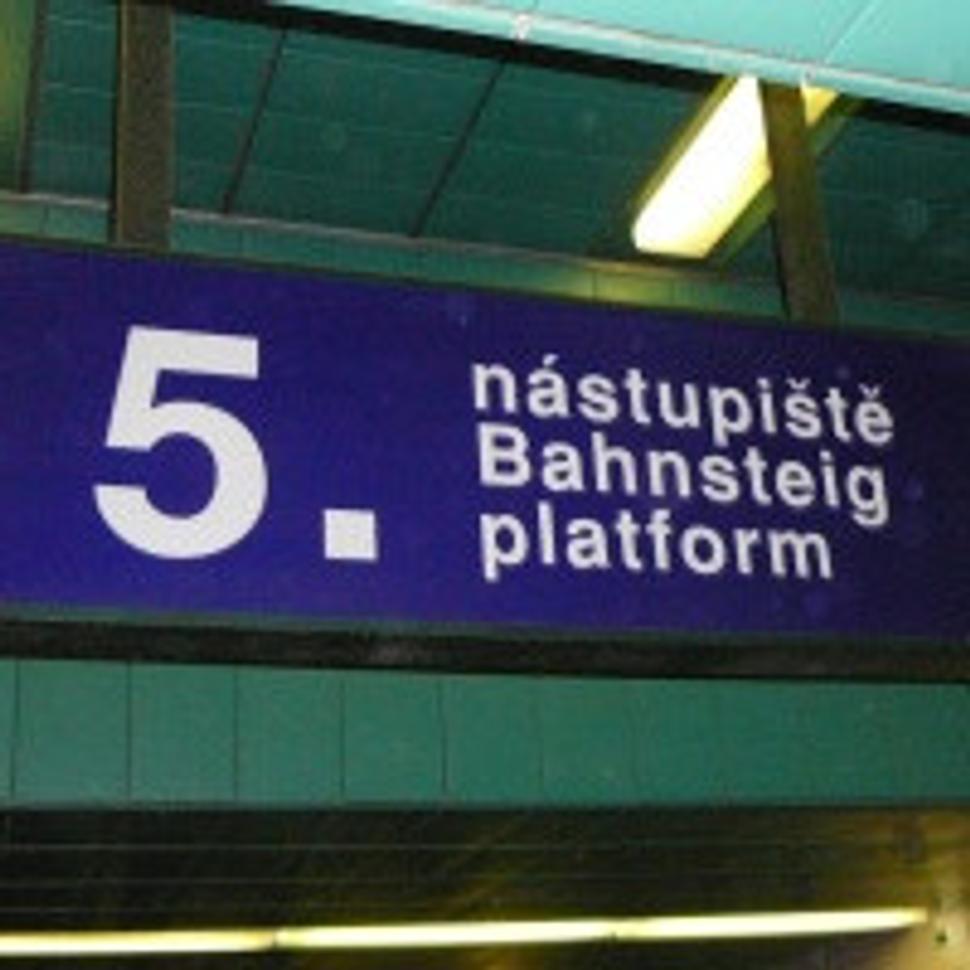 5.
nástupiště
Bahnsteig
platform